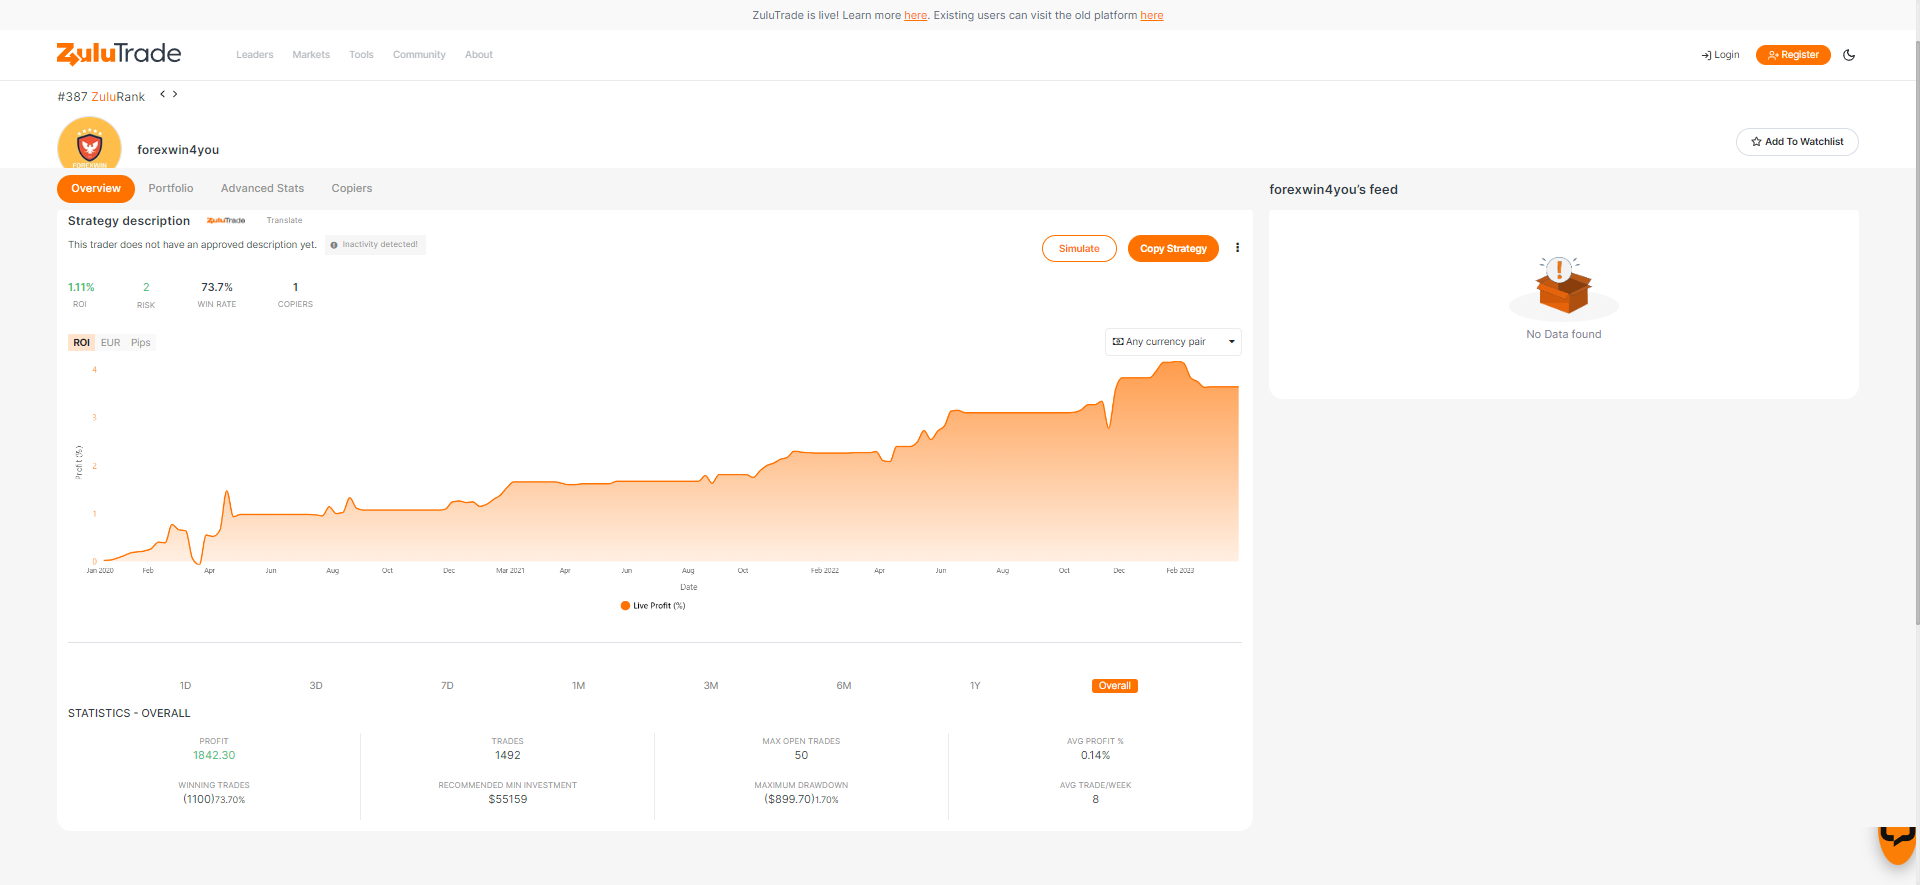 ZuluTrade is live! Learn more here. Existing users can visit the old platform here
ZuluTrade
Leaders Markets Tools Community About
Login Register
#387 ZuluRank
FOREXWIN
forexwin4you
Add To Watchlist
Overview Portfolio Advanced Stats Copiers
forexwin4you's feed
Strategy description ZuluTrade Translate
This trader does not have an approved description yet. Inactivity detected!
Simulate Copy Strategy
1.11% 2 73.7% 1
ROI RISK WIN RATE COPIERS
No Data found
ROI EUR Pips
Any currency pair
4
3
2
1
0
Profit (%)
Jan 2020 Feb Apr Jun Aug Oct Dec Mar 2021 Apr Jun Aug Oct Feb 2022 Apr Jun Aug Oct Dec Feb 2023
Date
Live Profit (%)
1D 3D 7D 1M 3M 6M 1Y Overall
STATISTICS - OVERALL
PROFIT TRADES MAX OPEN TRADES AVG PROFIT %
1842.30 1492 50 0.14%
WINNING TRADES RECOMMENDED MIN INVESTMENT MAXIMUM DRAWDOWN AVG TRADE/WEEK
(1100)73.70% $55159 ($899.70)1.70% 8